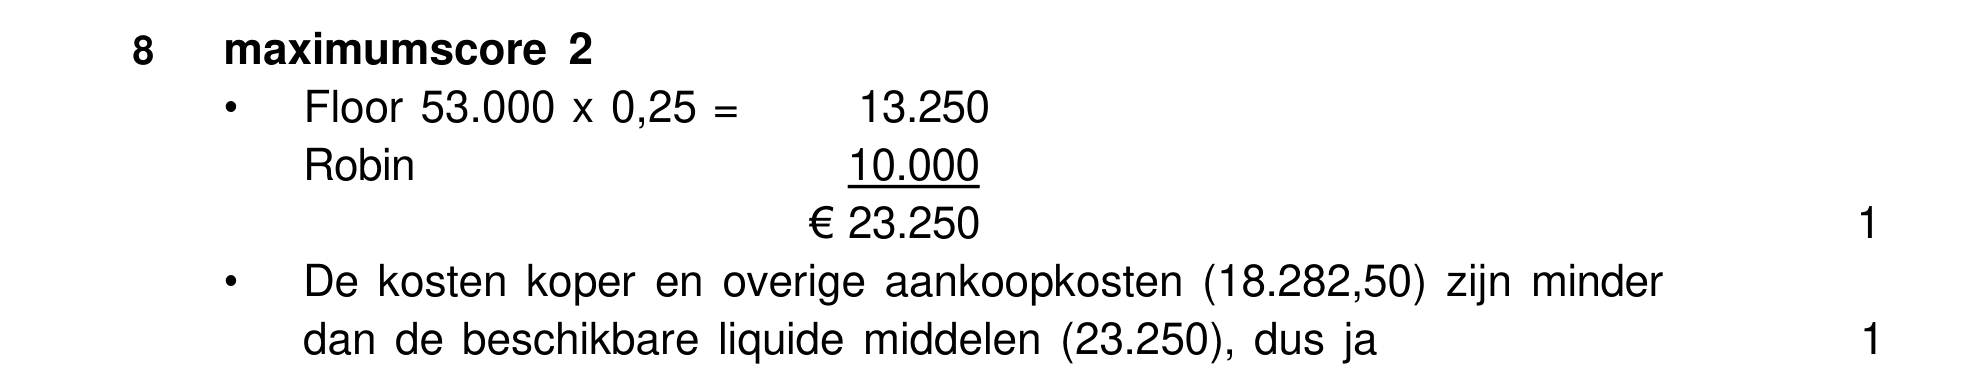 8 maximumscore 2
• Floor 53.000 x 0,25 = 13.250
Robin 10.000
€ 23.250 1
• De kosten koper en overige aankoopkosten (18.282,50) zijn minder
dan de beschikbare liquide middelen (23.250), dus ja 1